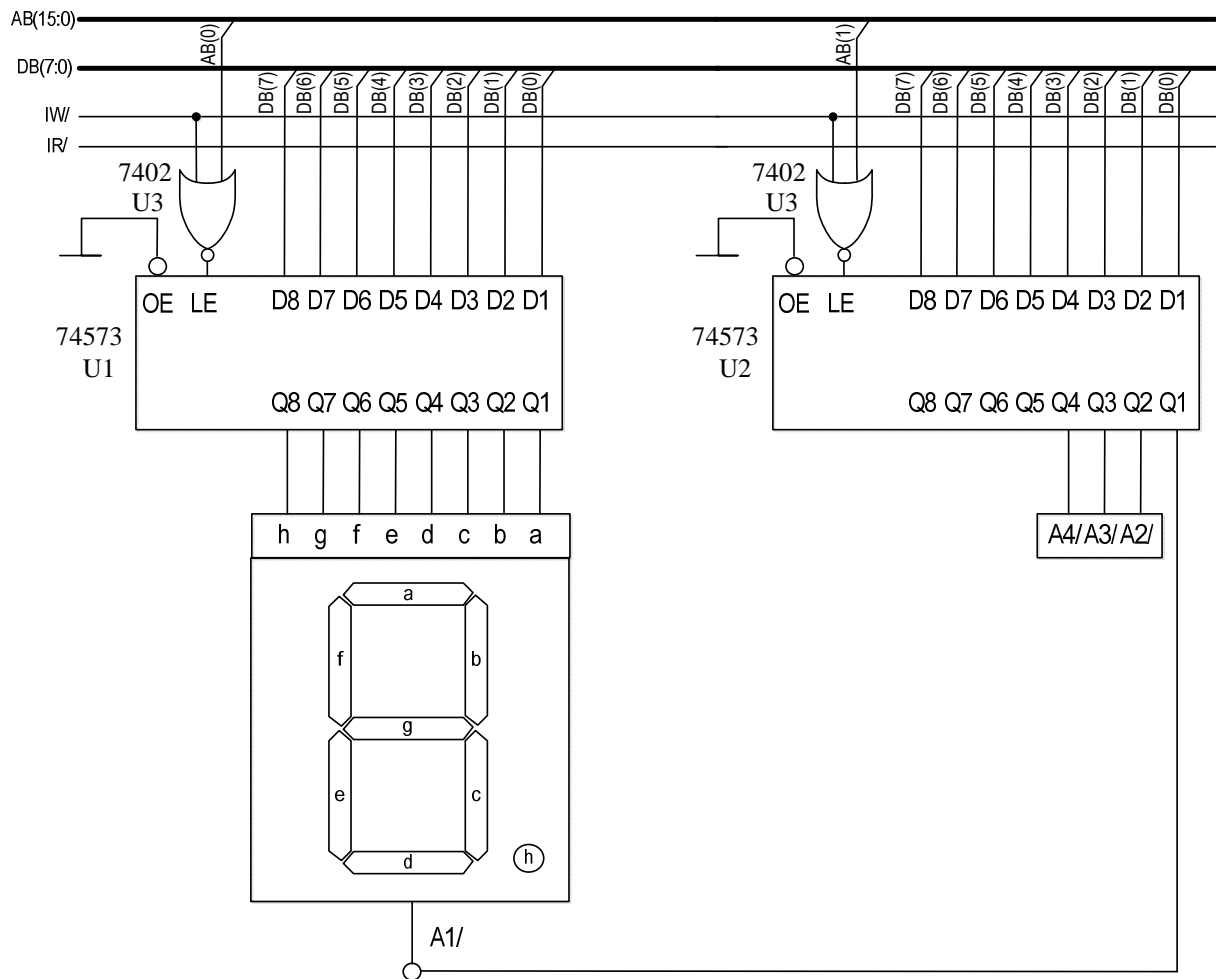 AB(15:0)
AB(0) AB(1)
DB(7:0)
DB(7) DB(6) DB(5) DB(4) DB(3) DB(2) DB(1) DB(0) DB(7) DB(6) DB(5) DB(4) DB(3) DB(2) DB(1) DB(0)
IW/
IR/
7402 7402
U3 U3
OE LE D8 D7 D6 D5 D4 D3 D2 D1 OE LE D8 D7 D6 D5 D4 D3 D2 D1
74573 74573
U1 U2
Q8 Q7 Q6 Q5 Q4 Q3 Q2 Q1 Q8 Q7 Q6 Q5 Q4 Q3 Q2 Q1
h g f e d c b a A4/ A3/ A2/
a
f b
g
e c
d h
A1/